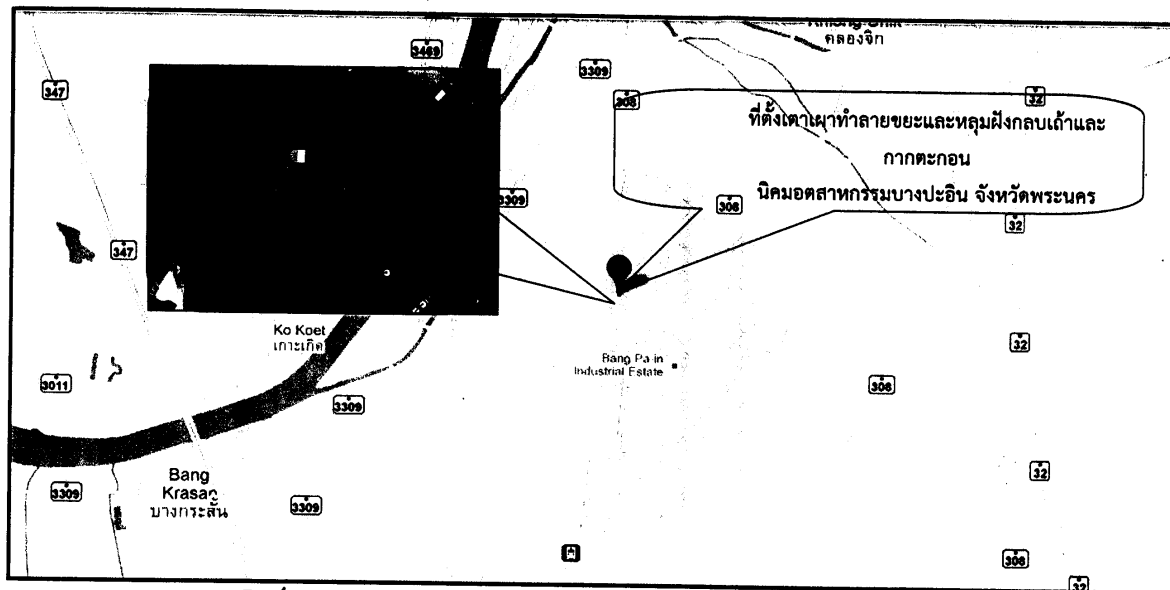 คลองจิก
3469
3309
347
308
32
ที่ตั้งเตาเผาทำลายขยะและหลุมฝังกลบเถ้าและ
กากตะกอน
นิคมอตสาหกรรมบางปะอิน จังหวัดพระนคร
3309
308
32
347
Ko Koet
เกาะเกิด
32
Bang Pa-in
Industrial Estate
3011
308
3309
Bang
Krasan
บางกระสั้น
32
3309
3309
308
32